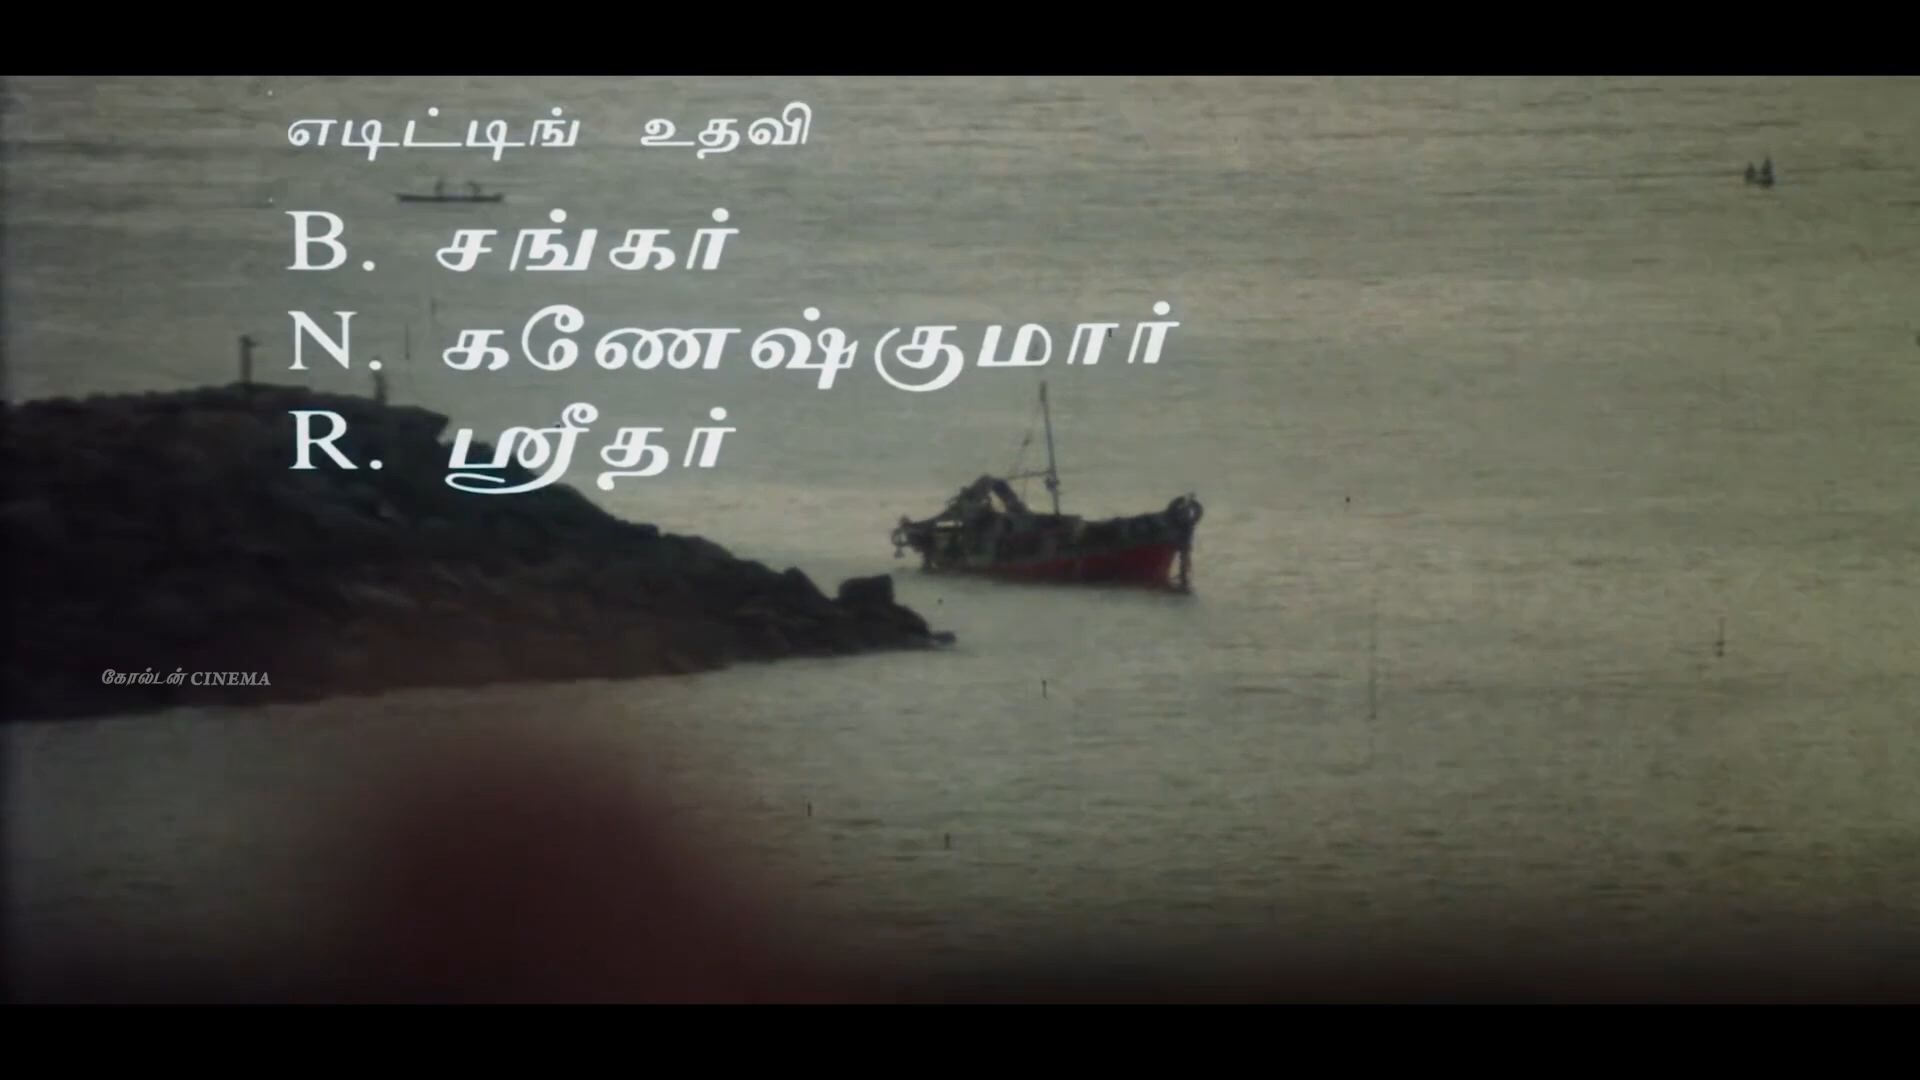 எடிட்டிங் உதவி
B. சங்கர்
N. கணேஷ்குமார்
R. ஸ்ரீதர்
கோல்டன் CINEMA